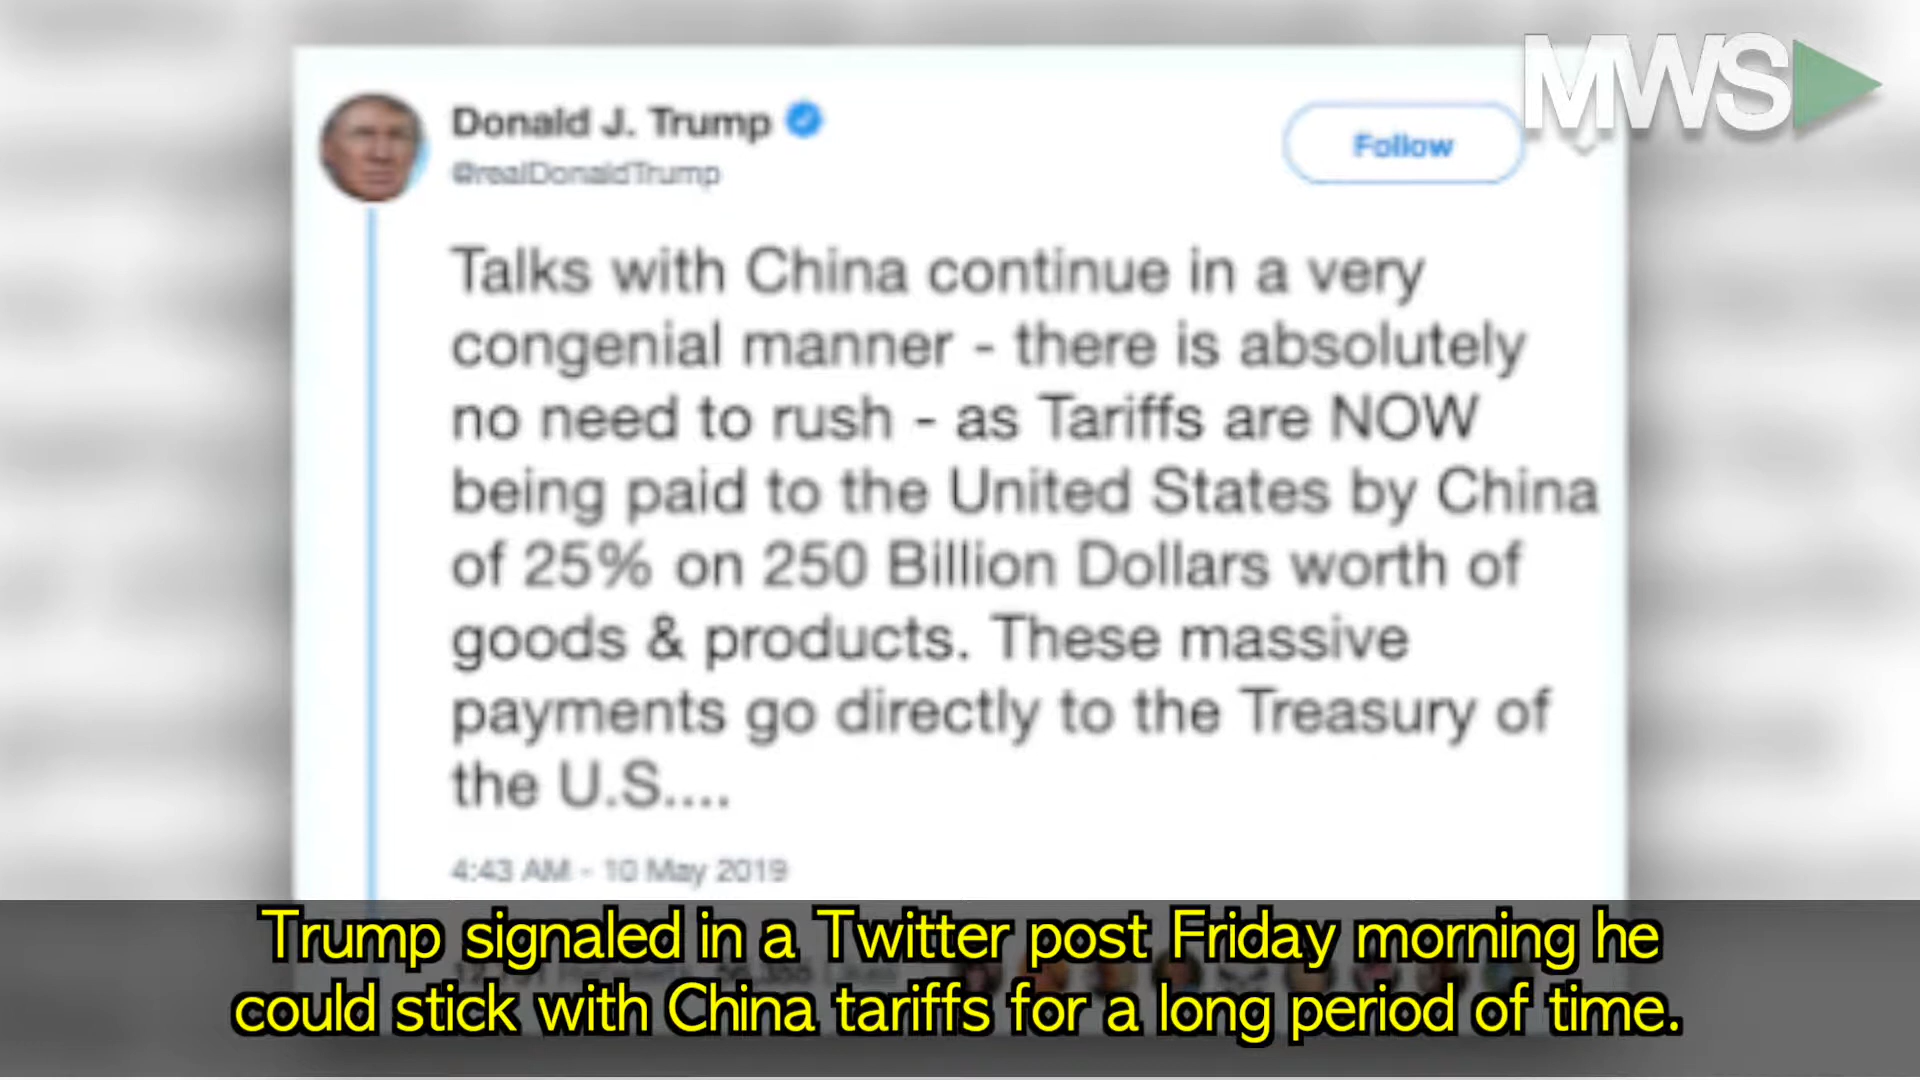 MWS
Donald J. Trump
@realDonaldTrump
Follow
Talks with China continue in a very
congenial manner - there is absolutely
no need to rush - as Tariffs are NOW
being paid to the United States by China
of 25% on 250 Billion Dollars worth of
goods & products. These massive
payments go directly to the Treasury of
the U.S....
4:43 AM - 10 May 2019
Trump signaled in a Twitter post Friday morning he
could stick with China tariffs for a long period of time.